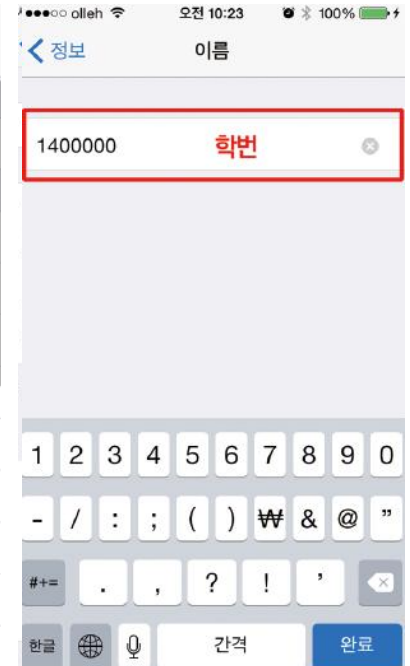 olleh 오전 10:23 100%
정보 이름
1400000 학번
1 2 3 4 5 6 7 8 9 0
- / : ; ( ) ₩ & @ "
#+= . , ? ! '
한글 간격 완료